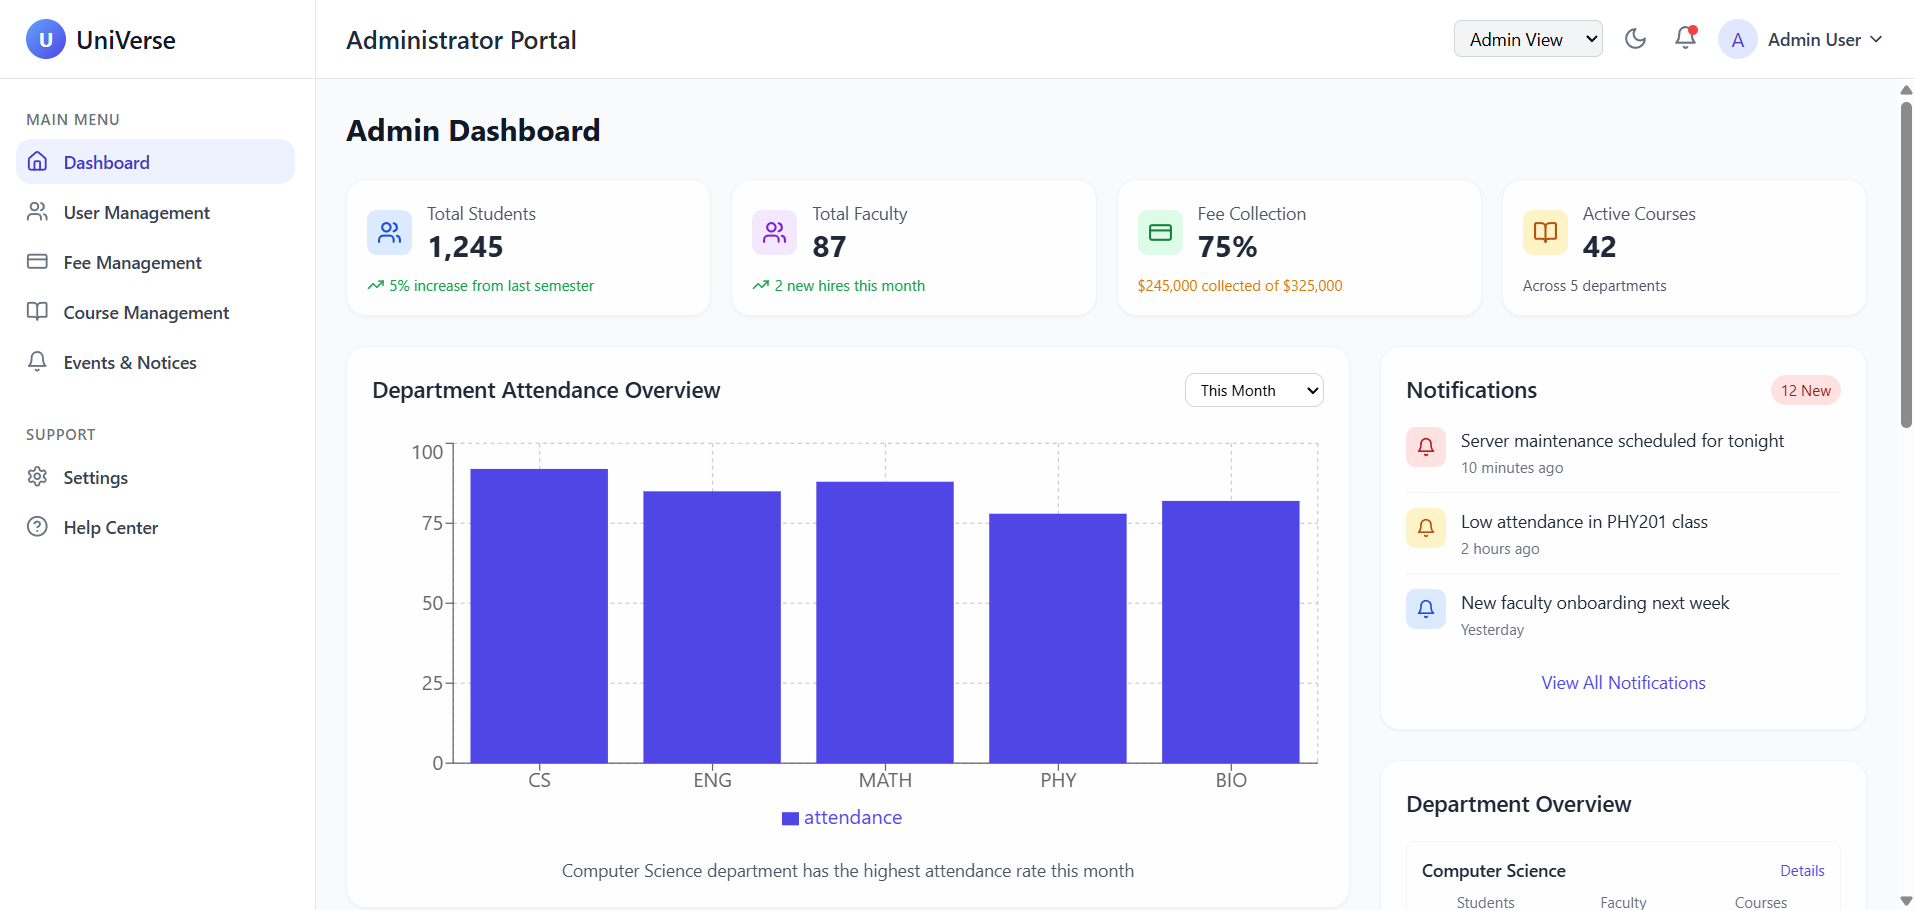 U UniVerse
Administrator Portal
Admin View
A Admin User
MAIN MENU
Dashboard
User Management
Fee Management
Course Management
Events & Notices
SUPPORT
Settings
Help Center
Admin Dashboard
Total Students
1,245
5% increase from last semester
Total Faculty
87
2 new hires this month
Fee Collection
75%
$245,000 collected of $325,000
Active Courses
42
Across 5 departments
Department Attendance Overview
This Month
100
75
50
25
0
CS ENG MATH PHY BIO
attendance
Computer Science department has the highest attendance rate this month
Notifications
12 New
Server maintenance scheduled for tonight
10 minutes ago
Low attendance in PHY201 class
2 hours ago
New faculty onboarding next week
Yesterday
View All Notifications
Department Overview
Computer Science
Details
Students Faculty Courses